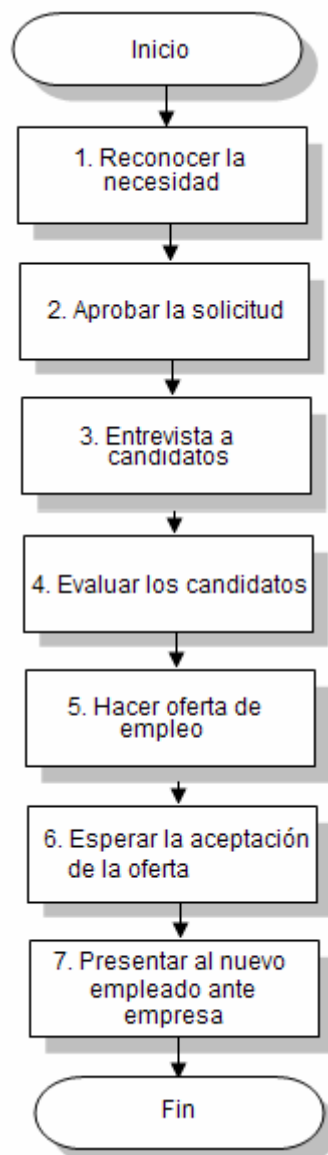 Inicio
1. Reconocer la
necesidad
2. Aprobar la solicitud
3. Entrevista a
candidatos
4. Evaluar los candidatos
5. Hacer oferta de
empleo
6. Esperar la aceptación
de la oferta
7. Presentar al nuevo
empleado ante
empresa
Fin